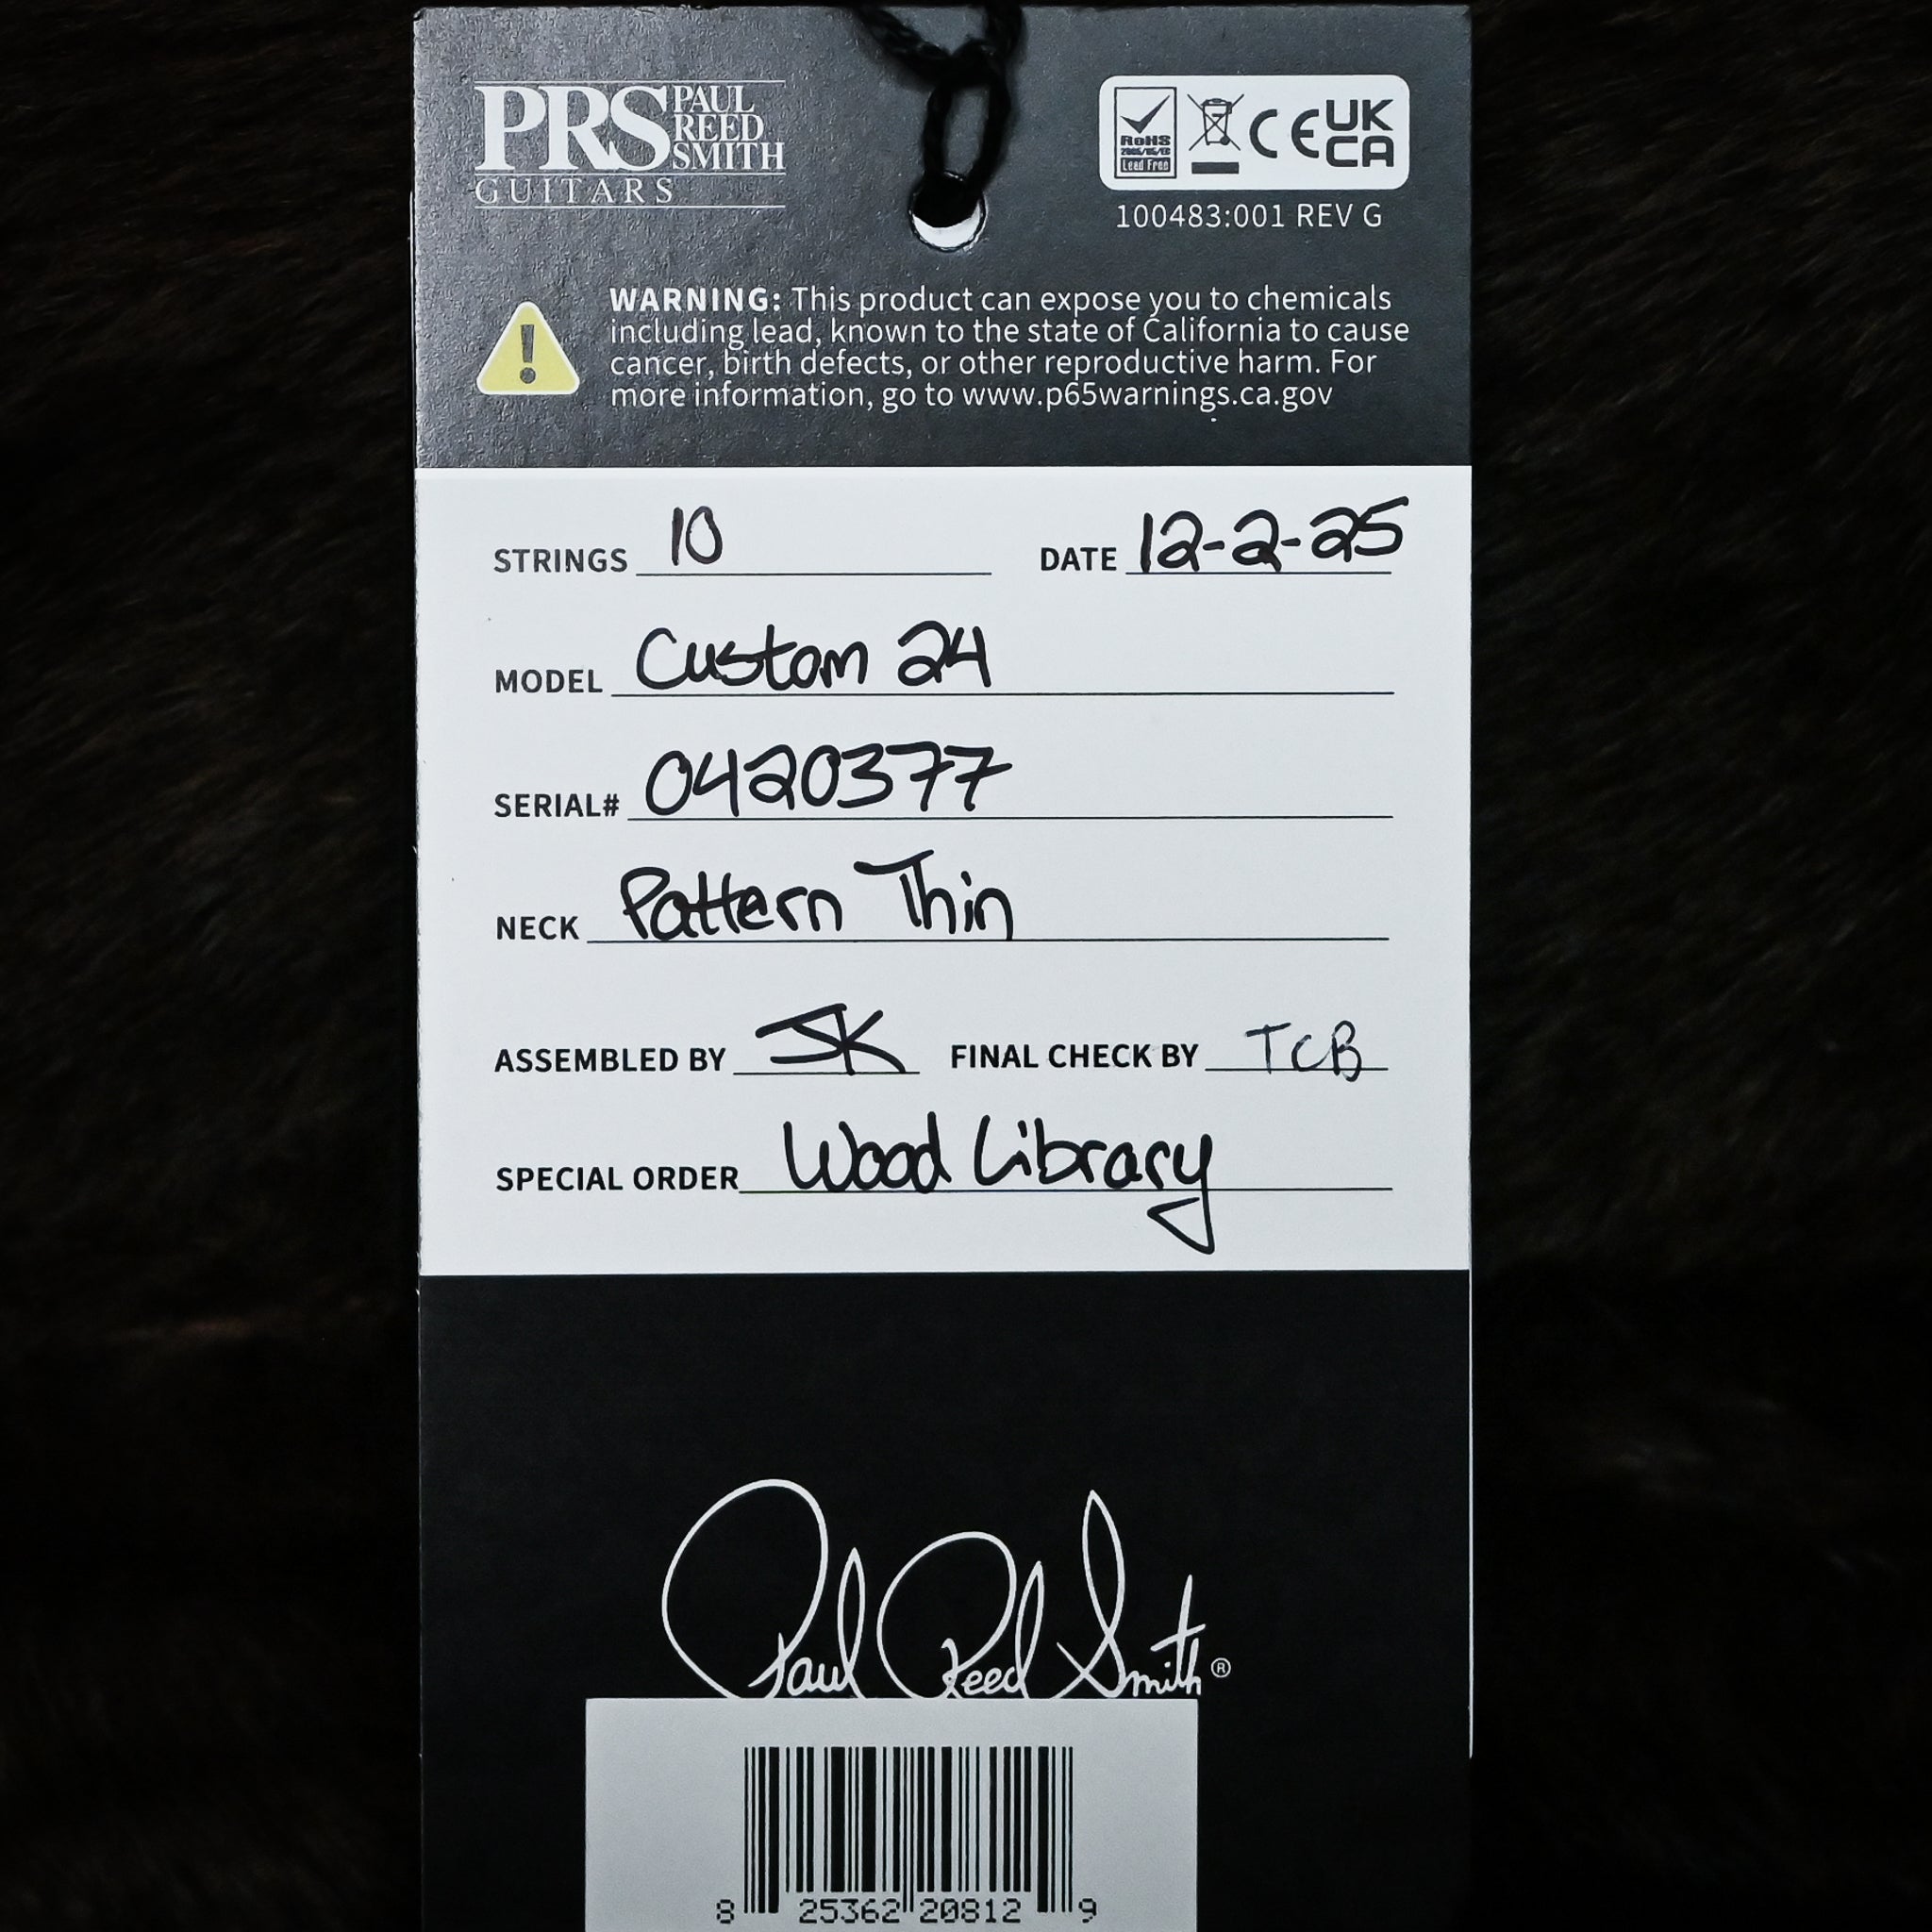 PRS PAUL REED SMITH
GUITARS
RoHS
2005/95/EC
Lead Free
CE UK CA
100483:001 REV G
WARNING: This product can expose you to chemicals
including lead, known to the state of California to cause
cancer, birth defects, or other reproductive harm. For
more information, go to www.p65warnings.ca.gov
STRINGS 10 DATE 12-2-25
MODEL Custom 24
SERIAL# 0420377
NECK Pattern Thin
ASSEMBLED BY JK FINAL CHECK BY TCB
SPECIAL ORDER Wood Library
Paul Reed Smith®
8 25362 20812 9